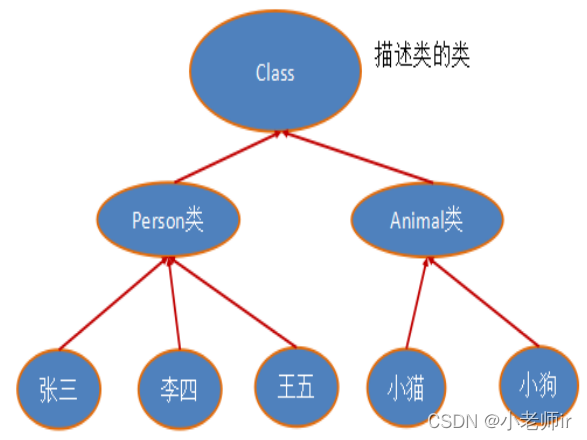 Class
描述类的类
Person类
Animal类
张三
李四
王五
小猫
小狗
CSDN @小老师ir